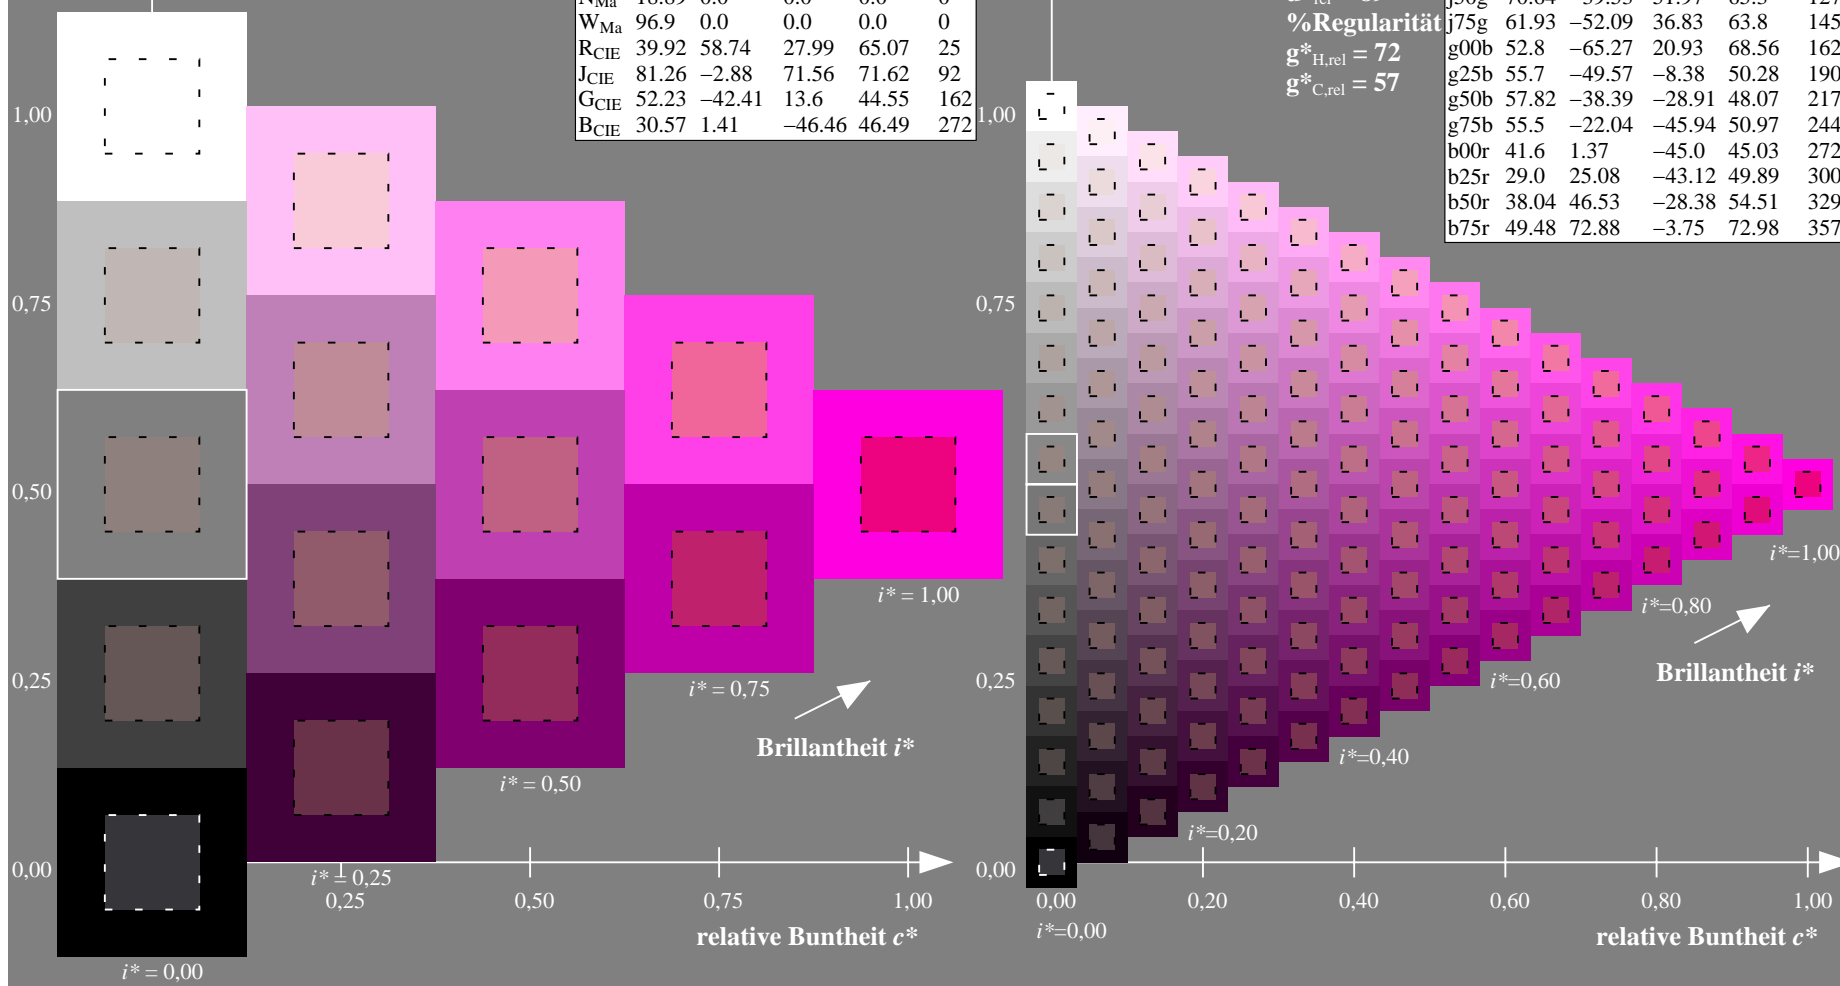 N_Ma 18.89 0.0 0.0 0.0 0
W_Ma 96.9 0.0 0.0 0.0 0
R_CIE 39.92 58.74 27.99 65.07 25
J_CIE 81.26 −2.88 71.56 71.62 92
G_CIE 52.23 −42.41 13.6 44.55 162
B_CIE 30.57 1.41 −46.46 46.49 272
1,00
0,75
0,50
0,25
0,00
i* = 1,00
i* = 0,75
Brillantheit i*
i* = 0,50
i* = 0,25
0,25 0,50 0,75 1,00
relative Buntheit c*
i* = 0,00
%Regularität
g*_H,rel = 72
g*_C,rel = 57
j75g 61.93 −52.09 36.83 63.8 145
g00b 52.8 −65.27 20.93 68.56 162
g25b 55.7 −49.57 −8.38 50.28 190
g50b 57.82 −38.39 −28.91 48.07 217
g75b 55.5 −22.04 −45.94 50.97 244
b00r 41.6 1.37 −45.0 45.03 272
b25r 29.0 25.08 −43.12 49.89 300
b50r 38.04 46.53 −28.38 54.51 329
b75r 49.48 72.88 −3.75 72.98 357
1,00
0,75
0,25
0,00
i*=1,00
i*=0,80
Brillantheit i*
i*=0,60
i*=0,40
i*=0,20
0,00 0,20 0,40 0,60 0,80 1,00
i*=0,00
relative Buntheit c*